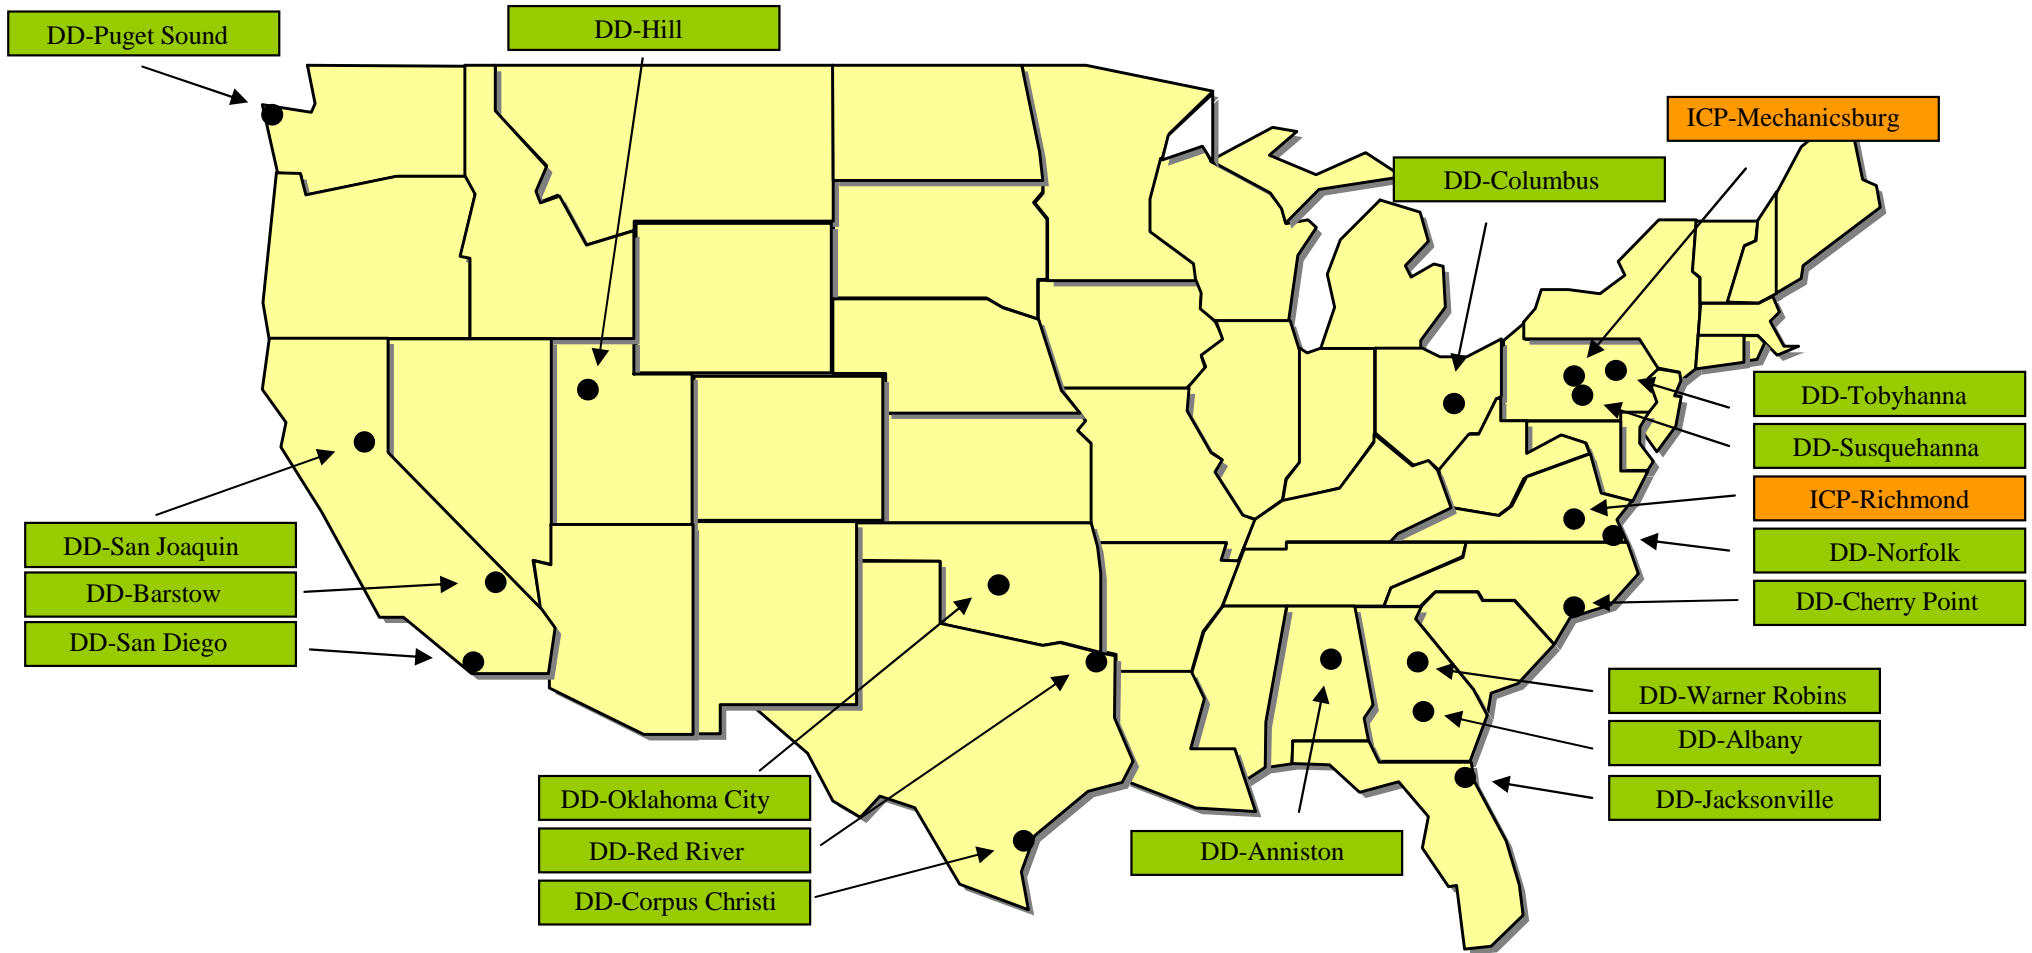 DD-Puget Sound
DD-Hill
ICP-Mechanicsburg
DD-Columbus
DD-Tobyhanna
DD-Susquehanna
ICP-Richmond
DD-Norfolk
DD-Cherry Point
DD-San Joaquin
DD-Barstow
DD-San Diego
DD-Warner Robins
DD-Albany
DD-Jacksonville
DD-Oklahoma City
DD-Red River
DD-Corpus Christi
DD-Anniston